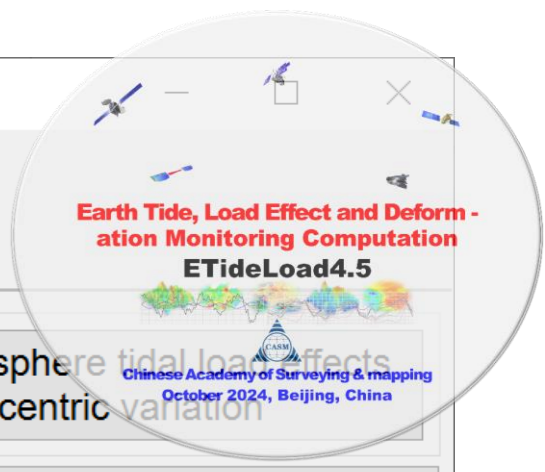 Earth Tide, Load Effect and Deform -
ation Monitoring Computation
ETideLoad4.5
CASM
sphere tidal load effects
centric variation
Chinese Academy of Surveying & mapping
October 2024, Beijing, China